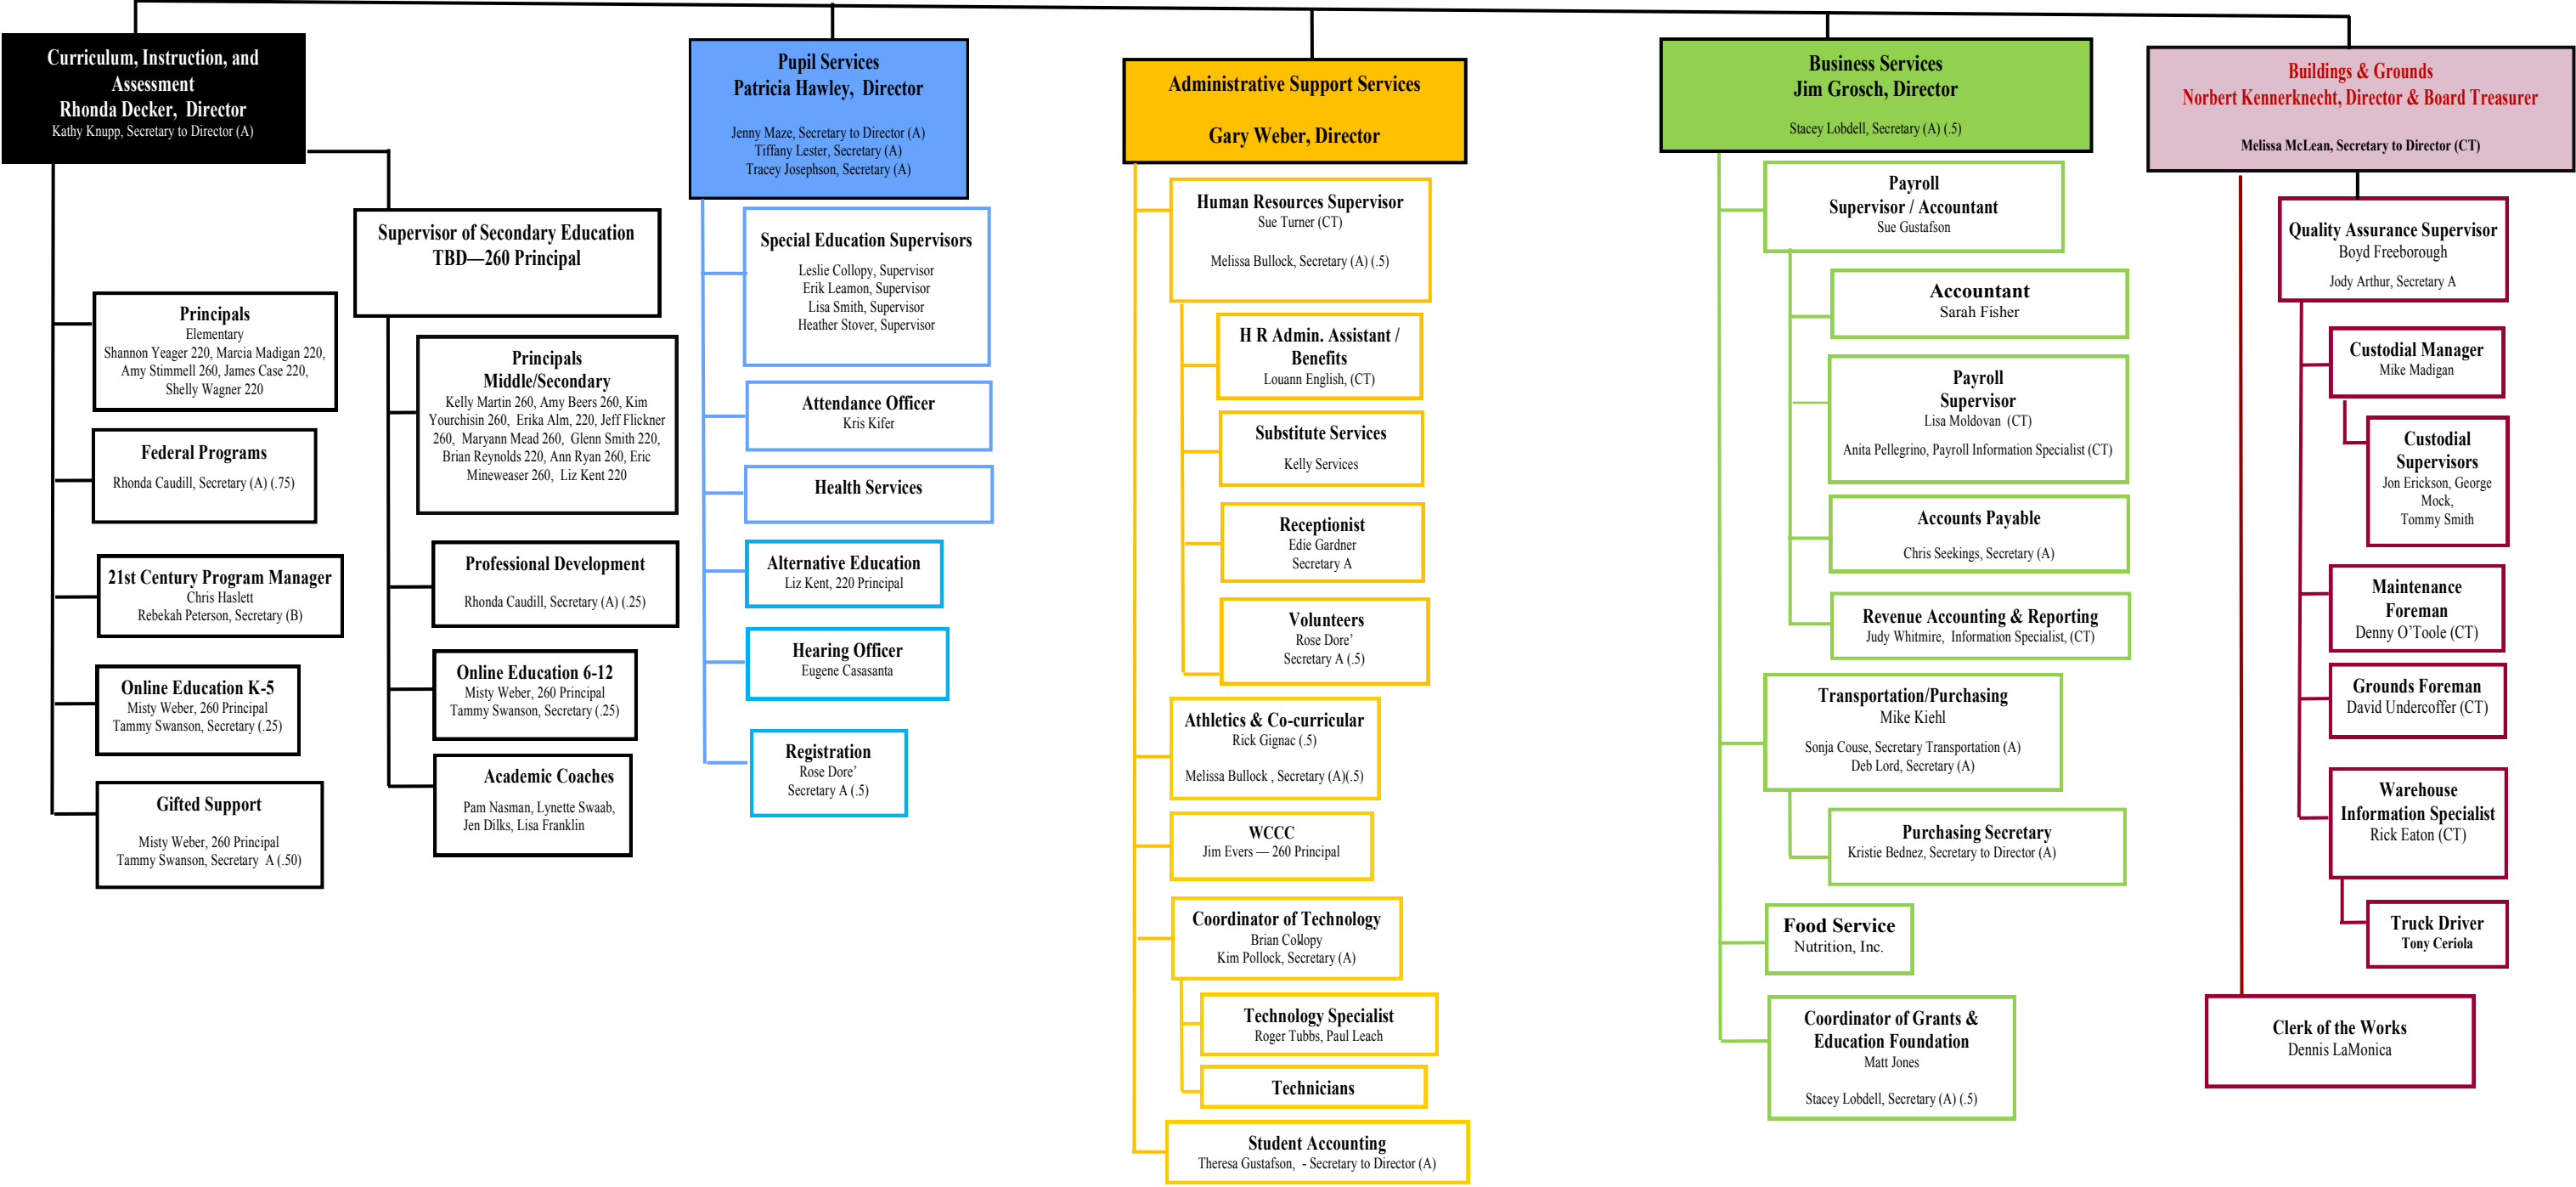 Curriculum, Instruction, and
Assessment
Rhonda Decker, Director
Kathy Knupp, Secretary to Director (A)
Supervisor of Secondary Education
TBD—260 Principal
Principals
Elementary
Shannon Yeager 220, Marcia Madigan 220,
Amy Stimmell 260, James Case 220,
Shelly Wagner 220
Federal Programs
Rhonda Caudill, Secretary (A) (.75)
21st Century Program Manager
Chris Haslett
Rebekah Peterson, Secretary (B)
Online Education K-5
Misty Weber, 260 Principal
Tammy Swanson, Secretary (.25)
Gifted Support
Misty Weber, 260 Principal
Tammy Swanson, Secretary A (.50)
Principals
Middle/Secondary
Kelly Martin 260, Amy Beers 260, Kim
Yourchisin 260, Erika Alm, 220, Jeff Flickner
260, Maryann Mead 260, Glenn Smith 220,
Brian Reynolds 220, Ann Ryan 260, Eric
Mineweaser 260, Liz Kent 220
Professional Development
Rhonda Caudill, Secretary (A) (.25)
Online Education 6-12
Misty Weber, 260 Principal
Tammy Swanson, Secretary (.25)
Academic Coaches
Pam Nasman, Lynette Swaab,
Jen Dilks, Lisa Franklin
Pupil Services
Patricia Hawley, Director
Jenny Maze, Secretary to Director (A)
Tiffany Lester, Secretary (A)
Tracey Josephson, Secretary (A)
Special Education Supervisors
Leslie Collopy, Supervisor
Erik Leamon, Supervisor
Lisa Smith, Supervisor
Heather Stover, Supervisor
Attendance Officer
Kris Kifer
Health Services
Alternative Education
Liz Kent, 220 Principal
Hearing Officer
Eugene Casasanta
Registration
Rose Dore’
Secretary A (.5)
Administrative Support Services
Gary Weber, Director
Human Resources Supervisor
Sue Turner (CT)
Melissa Bullock, Secretary (A) (.5)
H R Admin. Assistant /
Benefits
Louann English, (CT)
Substitute Services
Kelly Services
Receptionist
Edie Gardner
Secretary A
Volunteers
Rose Dore’
Secretary A (.5)
Athletics & Co-curricular
Rick Gignac (.5)
Melissa Bullock , Secretary (A)(.5)
WCCC
Jim Evers — 260 Principal
Coordinator of Technology
Brian Collopy
Kim Pollock, Secretary (A)
Technology Specialist
Roger Tubbs, Paul Leach
Technicians
Student Accounting
Theresa Gustafson, - Secretary to Director (A)
Business Services
Jim Grosch, Director
Stacey Lobdell, Secretary (A) (.5)
Payroll
Supervisor / Accountant
Sue Gustafson
Accountant
Sarah Fisher
Payroll
Supervisor
Lisa Moldovan (CT)
Anita Pellegrino, Payroll Information Specialist (CT)
Accounts Payable
Chris Seekings, Secretary (A)
Revenue Accounting & Reporting
Judy Whitmire, Information Specialist, (CT)
Transportation/Purchasing
Mike Kiehl
Sonja Couse, Secretary Transportation (A)
Deb Lord, Secretary (A)
Purchasing Secretary
Kristie Bednez, Secretary to Director (A)
Food Service
Nutrition, Inc.
Coordinator of Grants &
Education Foundation
Matt Jones
Stacey Lobdell, Secretary (A) (.5)
Buildings & Grounds
Norbert Kennerknecht, Director & Board Treasurer
Melissa McLean, Secretary to Director (CT)
Quality Assurance Supervisor
Boyd Freeborough
Jody Arthur, Secretary A
Custodial Manager
Mike Madigan
Custodial
Supervisors
Jon Erickson, George
Mock,
Tommy Smith
Maintenance
Foreman
Denny O’Toole (CT)
Grounds Foreman
David Undercoffer (CT)
Warehouse
Information Specialist
Rick Eaton (CT)
Truck Driver
Tony Ceriola
Clerk of the Works
Dennis LaMonica